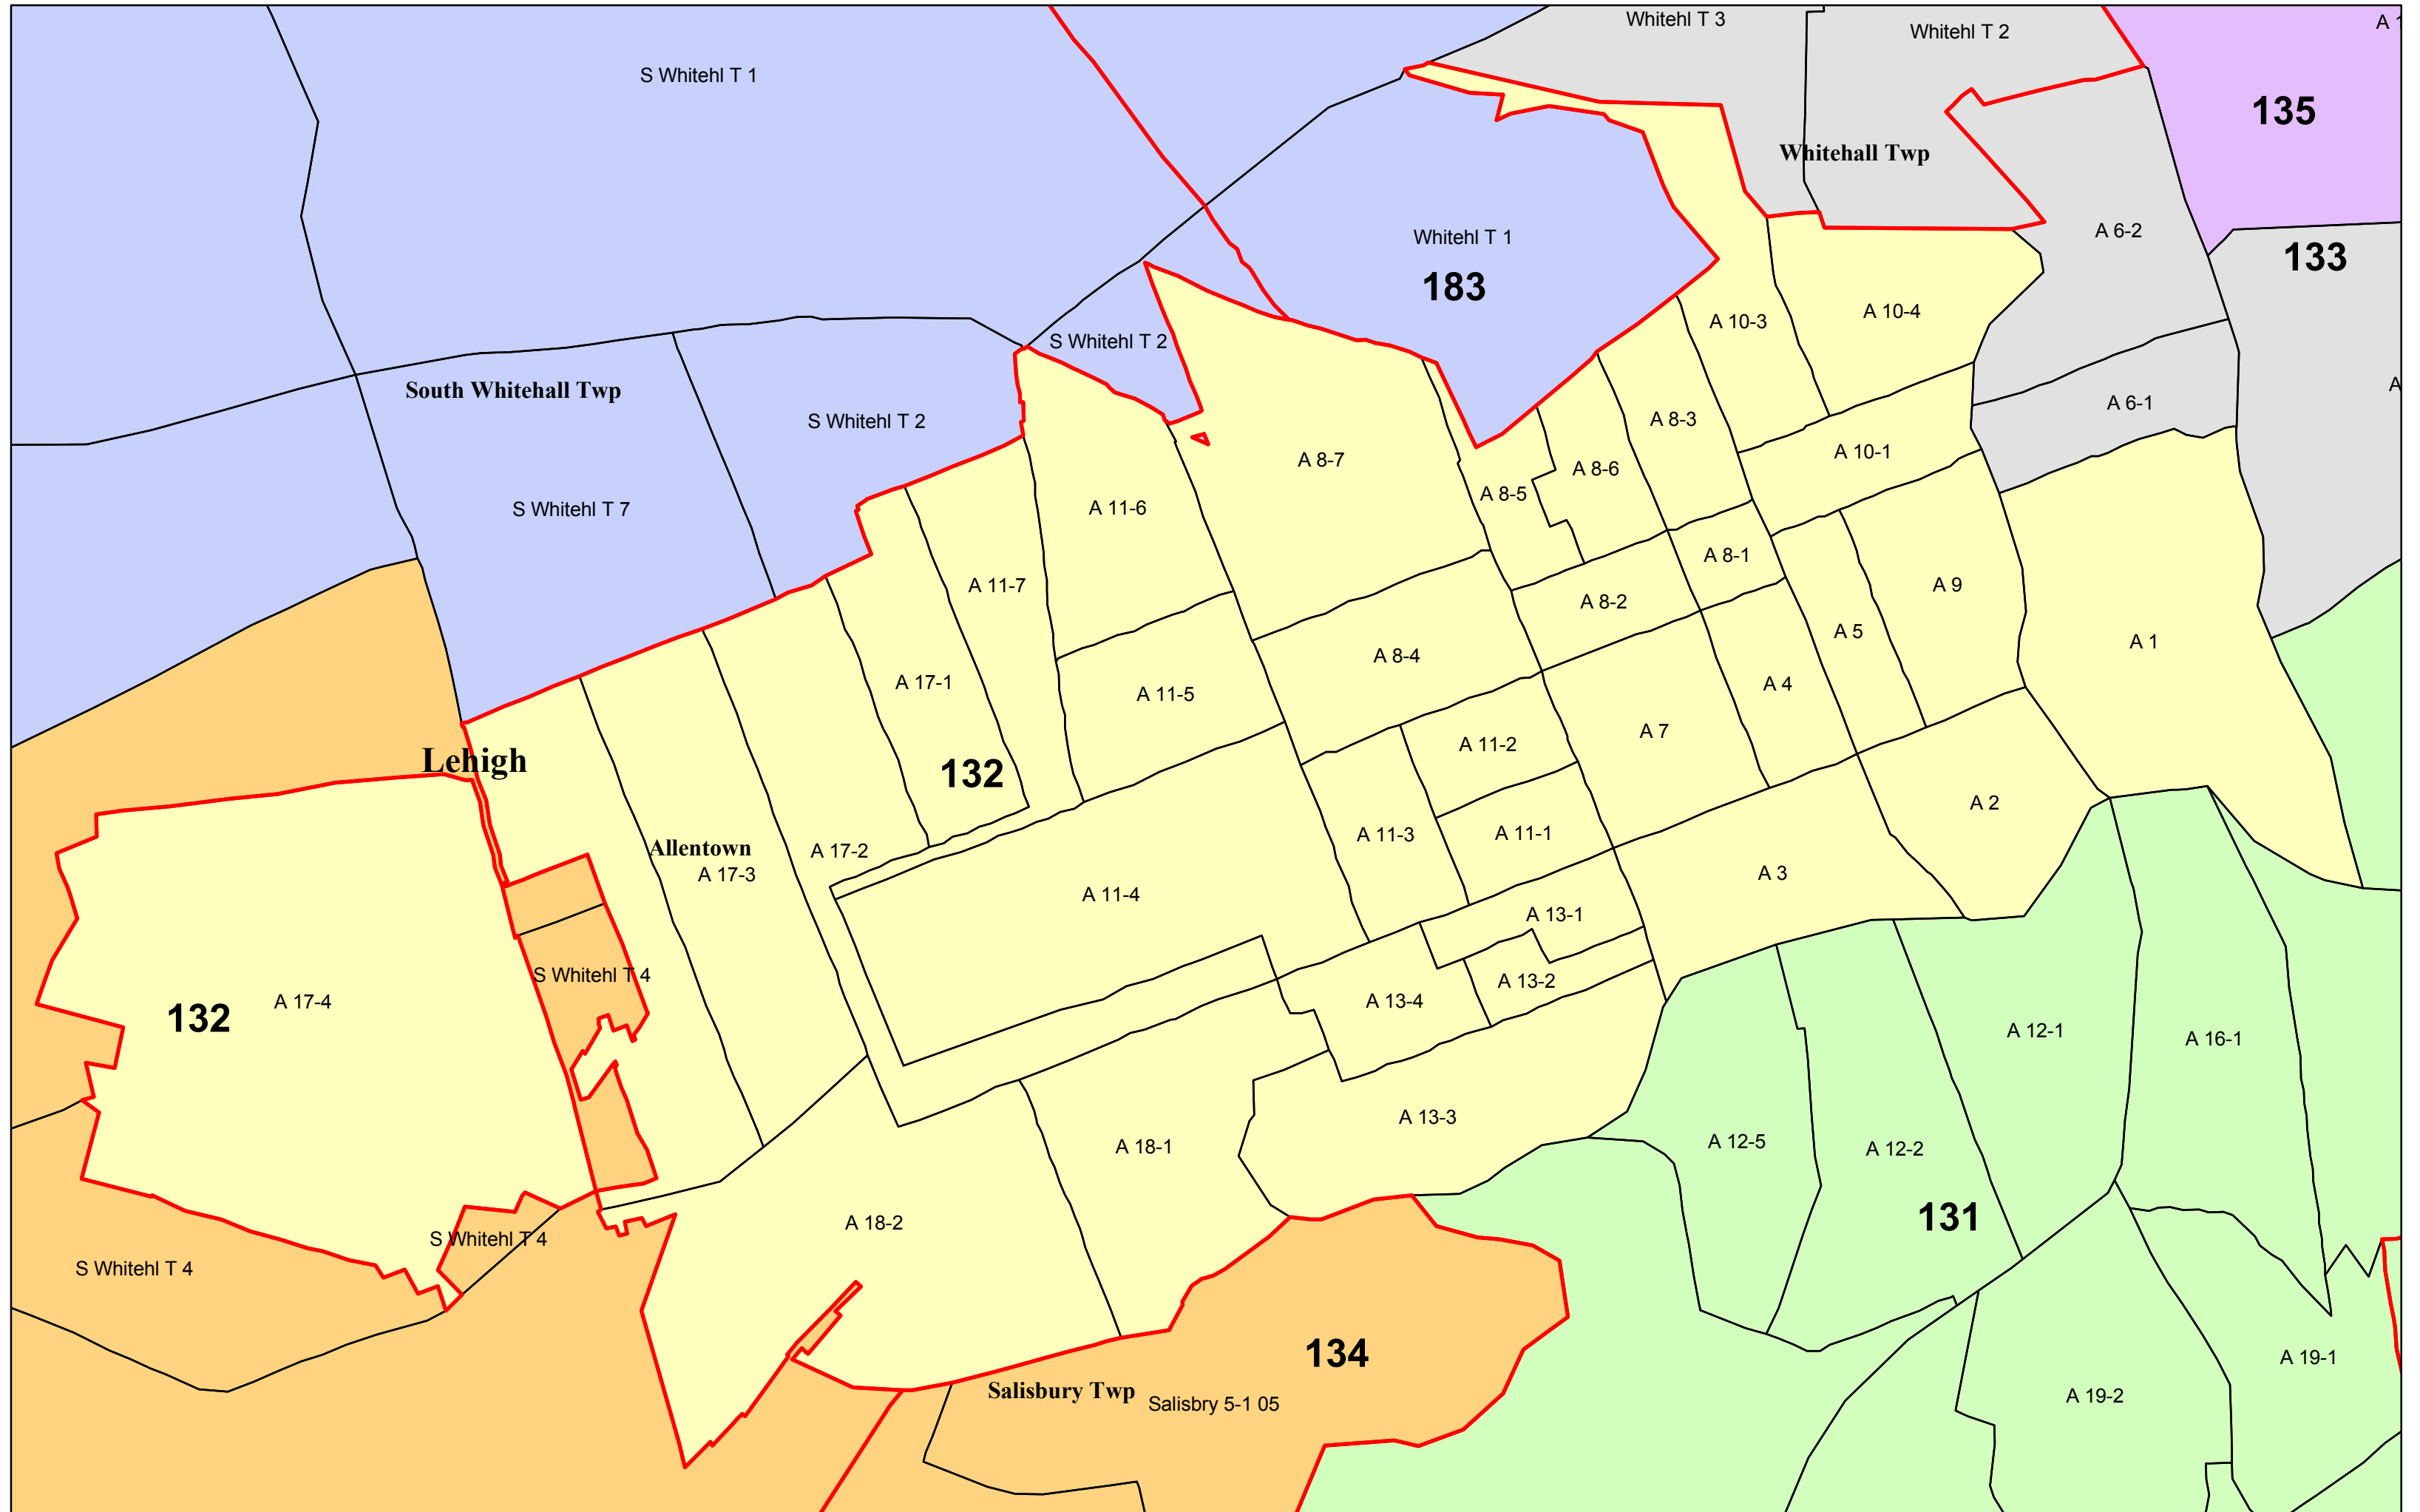 Whitehl T 3
A 1
Whitehl T 2
S Whitehl T 1
135
Whitehall Twp
A 6-2
Whitehl T 1
133
183
A 10-4
A 10-3
S Whitehl T 2
A
South Whitehall Twp
A 6-1
S Whitehl T 2
A 8-3
A 10-1
A 8-7
A 8-6
A 8-5
S Whitehl T 7
A 11-6
A 8-1
A 11-7
A 9
A 8-2
A 5
A 1
A 8-4
A 17-1
A 4
A 11-5
A 7
A 11-2
Lehigh
132
A 2
A 11-3
A 11-1
Allentown
A 17-2
A 17-3
A 3
A 11-4
A 13-1
S Whitehl T 4
A 13-2
A 17-4
A 13-4
132
A 12-1
A 16-1
A 13-3
A 12-5
A 18-1
A 12-2
131
A 18-2
S Whitehl T 4
S Whitehl T 4
134
A 19-1
Salisbury Twp
A 19-2
Salisbry 5-1 05